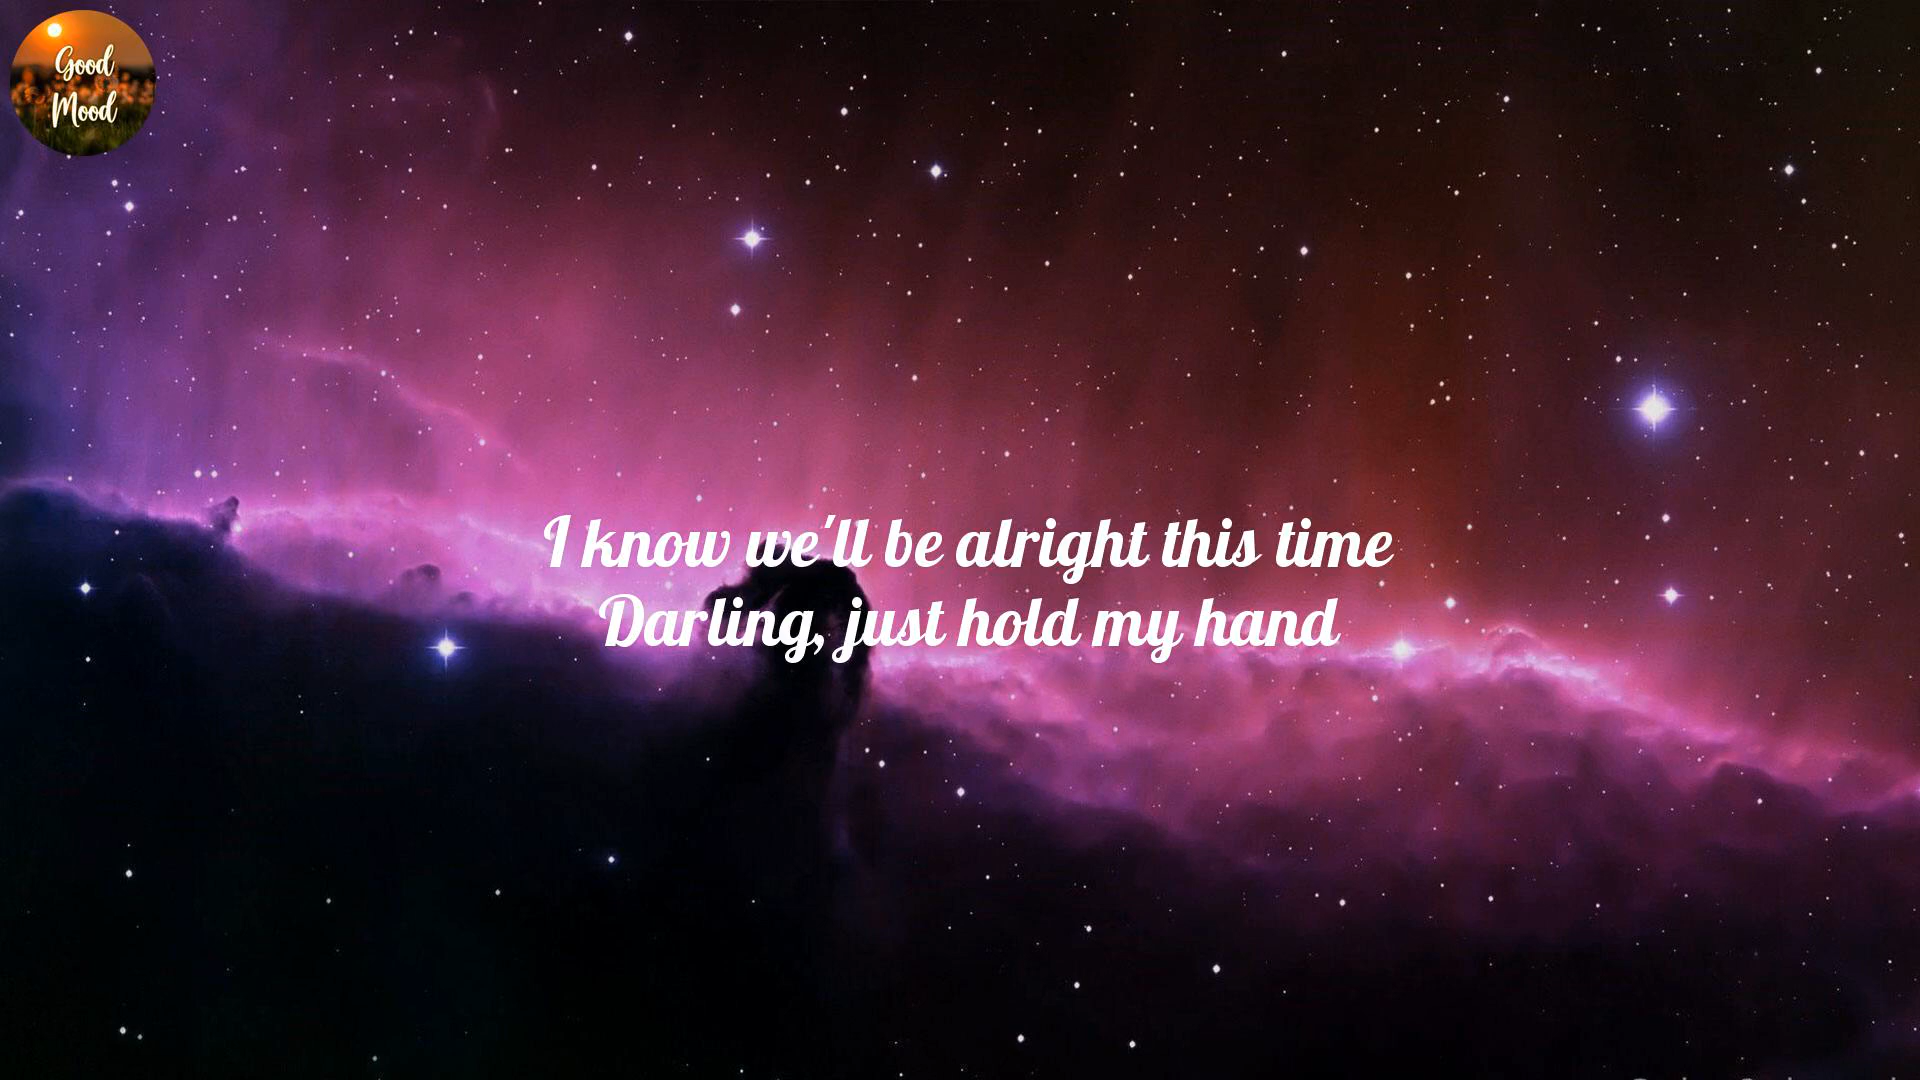 Good
Mood
I know we'll be alright this time
Darling, just hold my hand